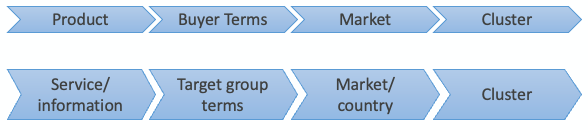 Product
Buyer Terms
Market
Cluster
Service/
information
Target group
terms
Market/
country
Cluster